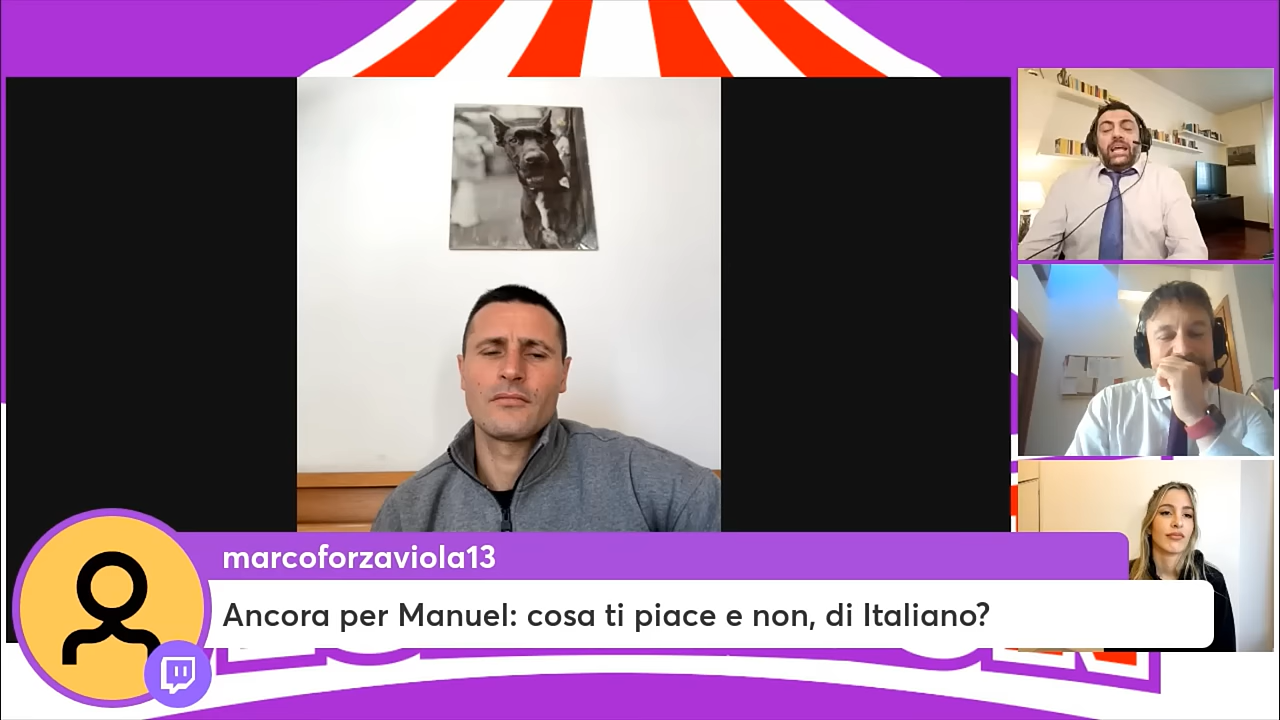 marcoforzaviola13
Ancora per Manuel: cosa ti piace e non, di Italiano?